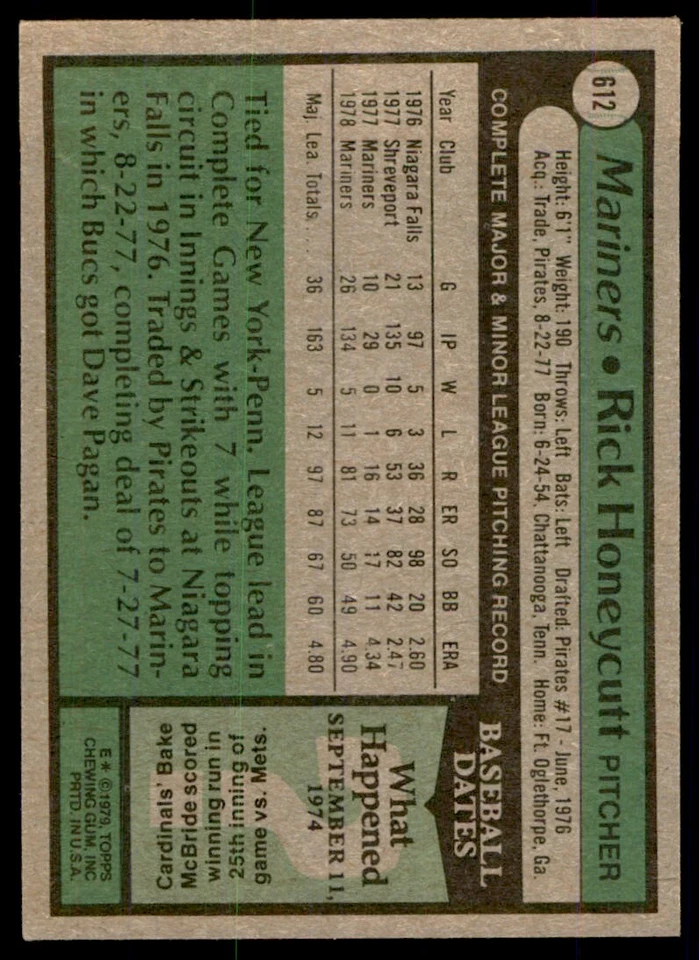 612
Mariners • Rick Honeycutt PITCHER
Height: 6'1" Weight: 190 Throws: Left Bats: Left Drafted: Pirates #17 - June, 1976
Acq.: Trade, Pirates, 8-22-77 Born: 6-24-54, Chattanooga, Tenn. Home: Ft. Oglethorpe, Ga.
COMPLETE MAJOR & MINOR LEAGUE PITCHING RECORD
Year Club G IP W L R ER SO BB ERA
1976 Niagara Falls 13 97 5 3 36 28 98 20 2.60
1977 Shreveport 21 135 10 6 53 37 82 42 2.47
1977 Mariners 10 29 0 1 16 14 17 11 4.34
1978 Mariners 26 134 5 11 81 73 50 49 4.90
Maj. Lea. Totals. . . . 36 163 5 12 97 87 67 60 4.80
Tied for New York-Penn. League lead in
Complete Games with 7 while topping
circuit in Innings & Strikeouts at Niagara
Falls in 1976. Traded by Pirates to Marin-
ers, 8-22-77, completing deal of 7-27-77
in which Bucs got Dave Pagan.
BASEBALL
DATES
What
Happened
SEPTEMBER 11,
1974
Cardinals' Bake
McBride scored
winning run in
25th inning of
game vs. Mets.
E* ©1979, TOPPS
CHEWING GUM, INC
PRTD. IN U.S.A.